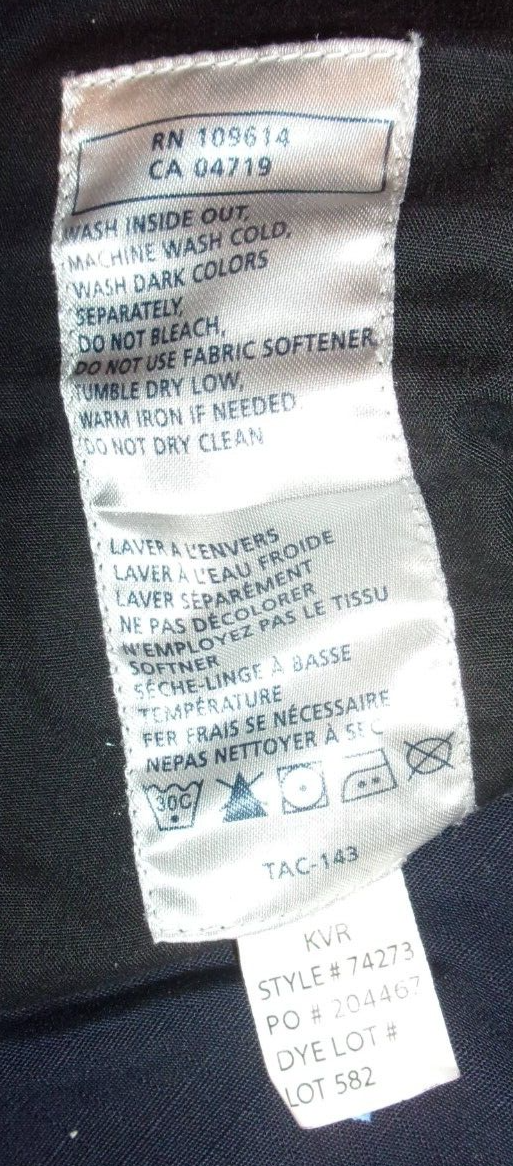 RN 109614
CA 04719
WASH INSIDE OUT,
MACHINE WASH COLD,
WASH DARK COLORS
SEPARATELY,
DO NOT BLEACH,
DO NOT USE FABRIC SOFTENER
TUMBLE DRY LOW,
WARM IRON IF NEEDED
DO NOT DRY CLEAN
LAVER A L'ENVERS
LAVER À L'EAU FROIDE
LAVER SÉPARÉMENT
NE PAS DÉCOLORER
N'EMPLOYEZ PAS LE TISSU
SOFTNER
SÉCHE-LINGE À BASSE
TEMPÉRATURE
FER FRAIS SE NÉCESSAIRE
NEPAS NETTOYER À SEC
30C
TAC-143
KVR
STYLE # 74273
PO # 204467
DYE LOT #
LOT 582